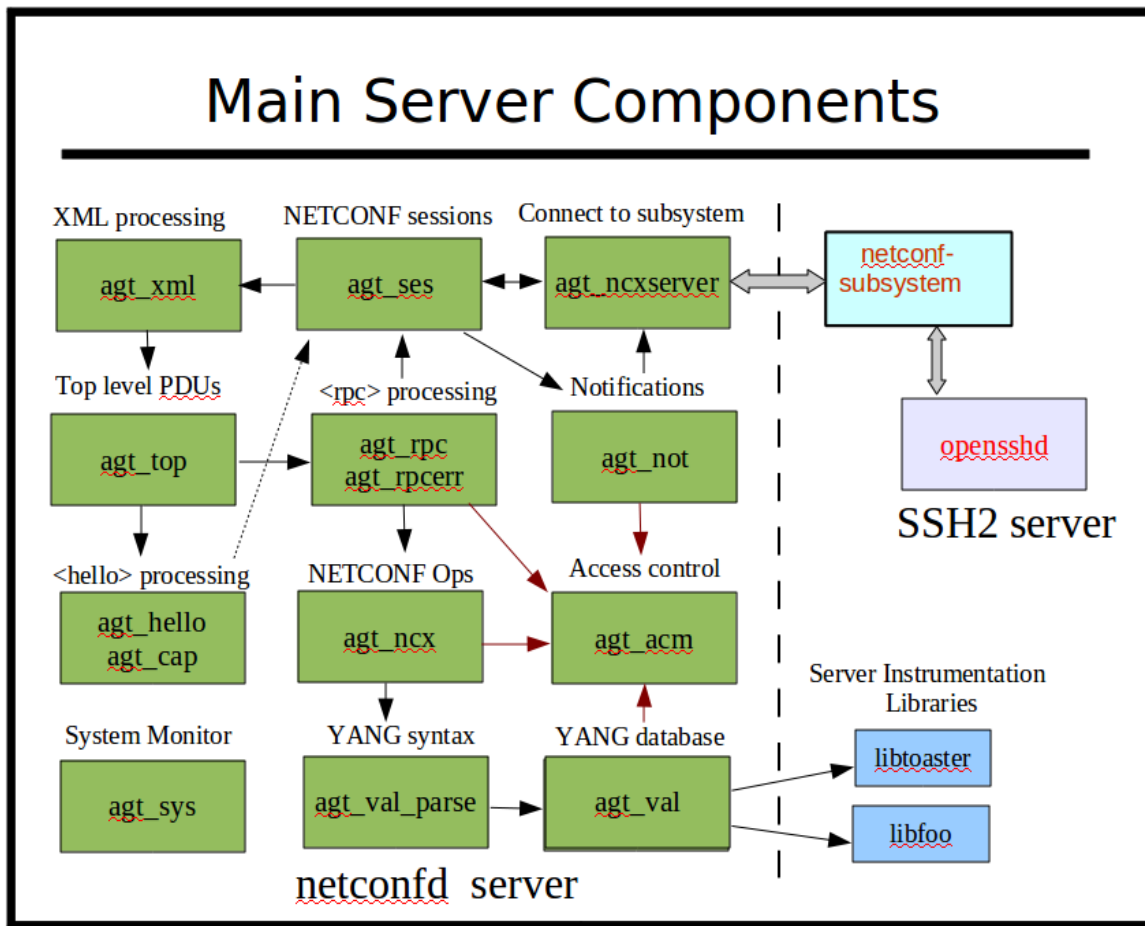 Main Server Components
XML processing
NETCONF sessions
Connect to subsystem
agt_xml
agt_ses
agt_ncxserver
netconf-
subsystem
Top level PDUs
<rpc> processing
Notifications
agt_top
agt_rpc
agt_rpcerr
agt_not
opensshd
SSH2 server
<hello> processing
NETCONF Ops
Access control
agt_hello
agt_cap
agt_ncx
agt_acm
Server Instrumentation
Libraries
System Monitor
YANG syntax
YANG database
libtoaster
agt_sys
agt_val_parse
agt_val
libfoo
netconfd server